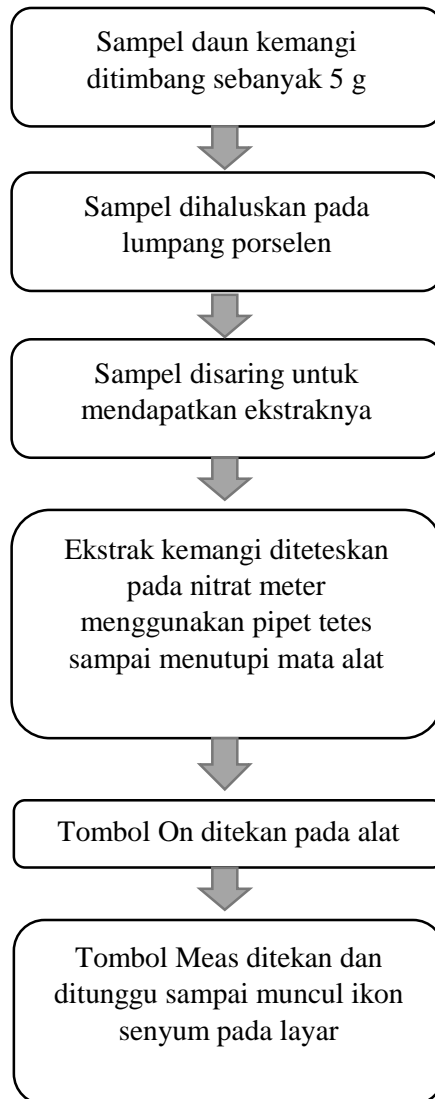 Sampel daun kemangi
ditimbang sebanyak 5 g
Sampel dihaluskan pada
lumpang porselen
Sampel disaring untuk
mendapatkan ekstraknya
Ekstrak kemangi diteteskan
pada nitrat meter
menggunakan pipet tetes
sampai menutupi mata alat
Tombol On ditekan pada alat
Tombol Meas ditekan dan
ditunggu sampai muncul ikon
senyum pada layar